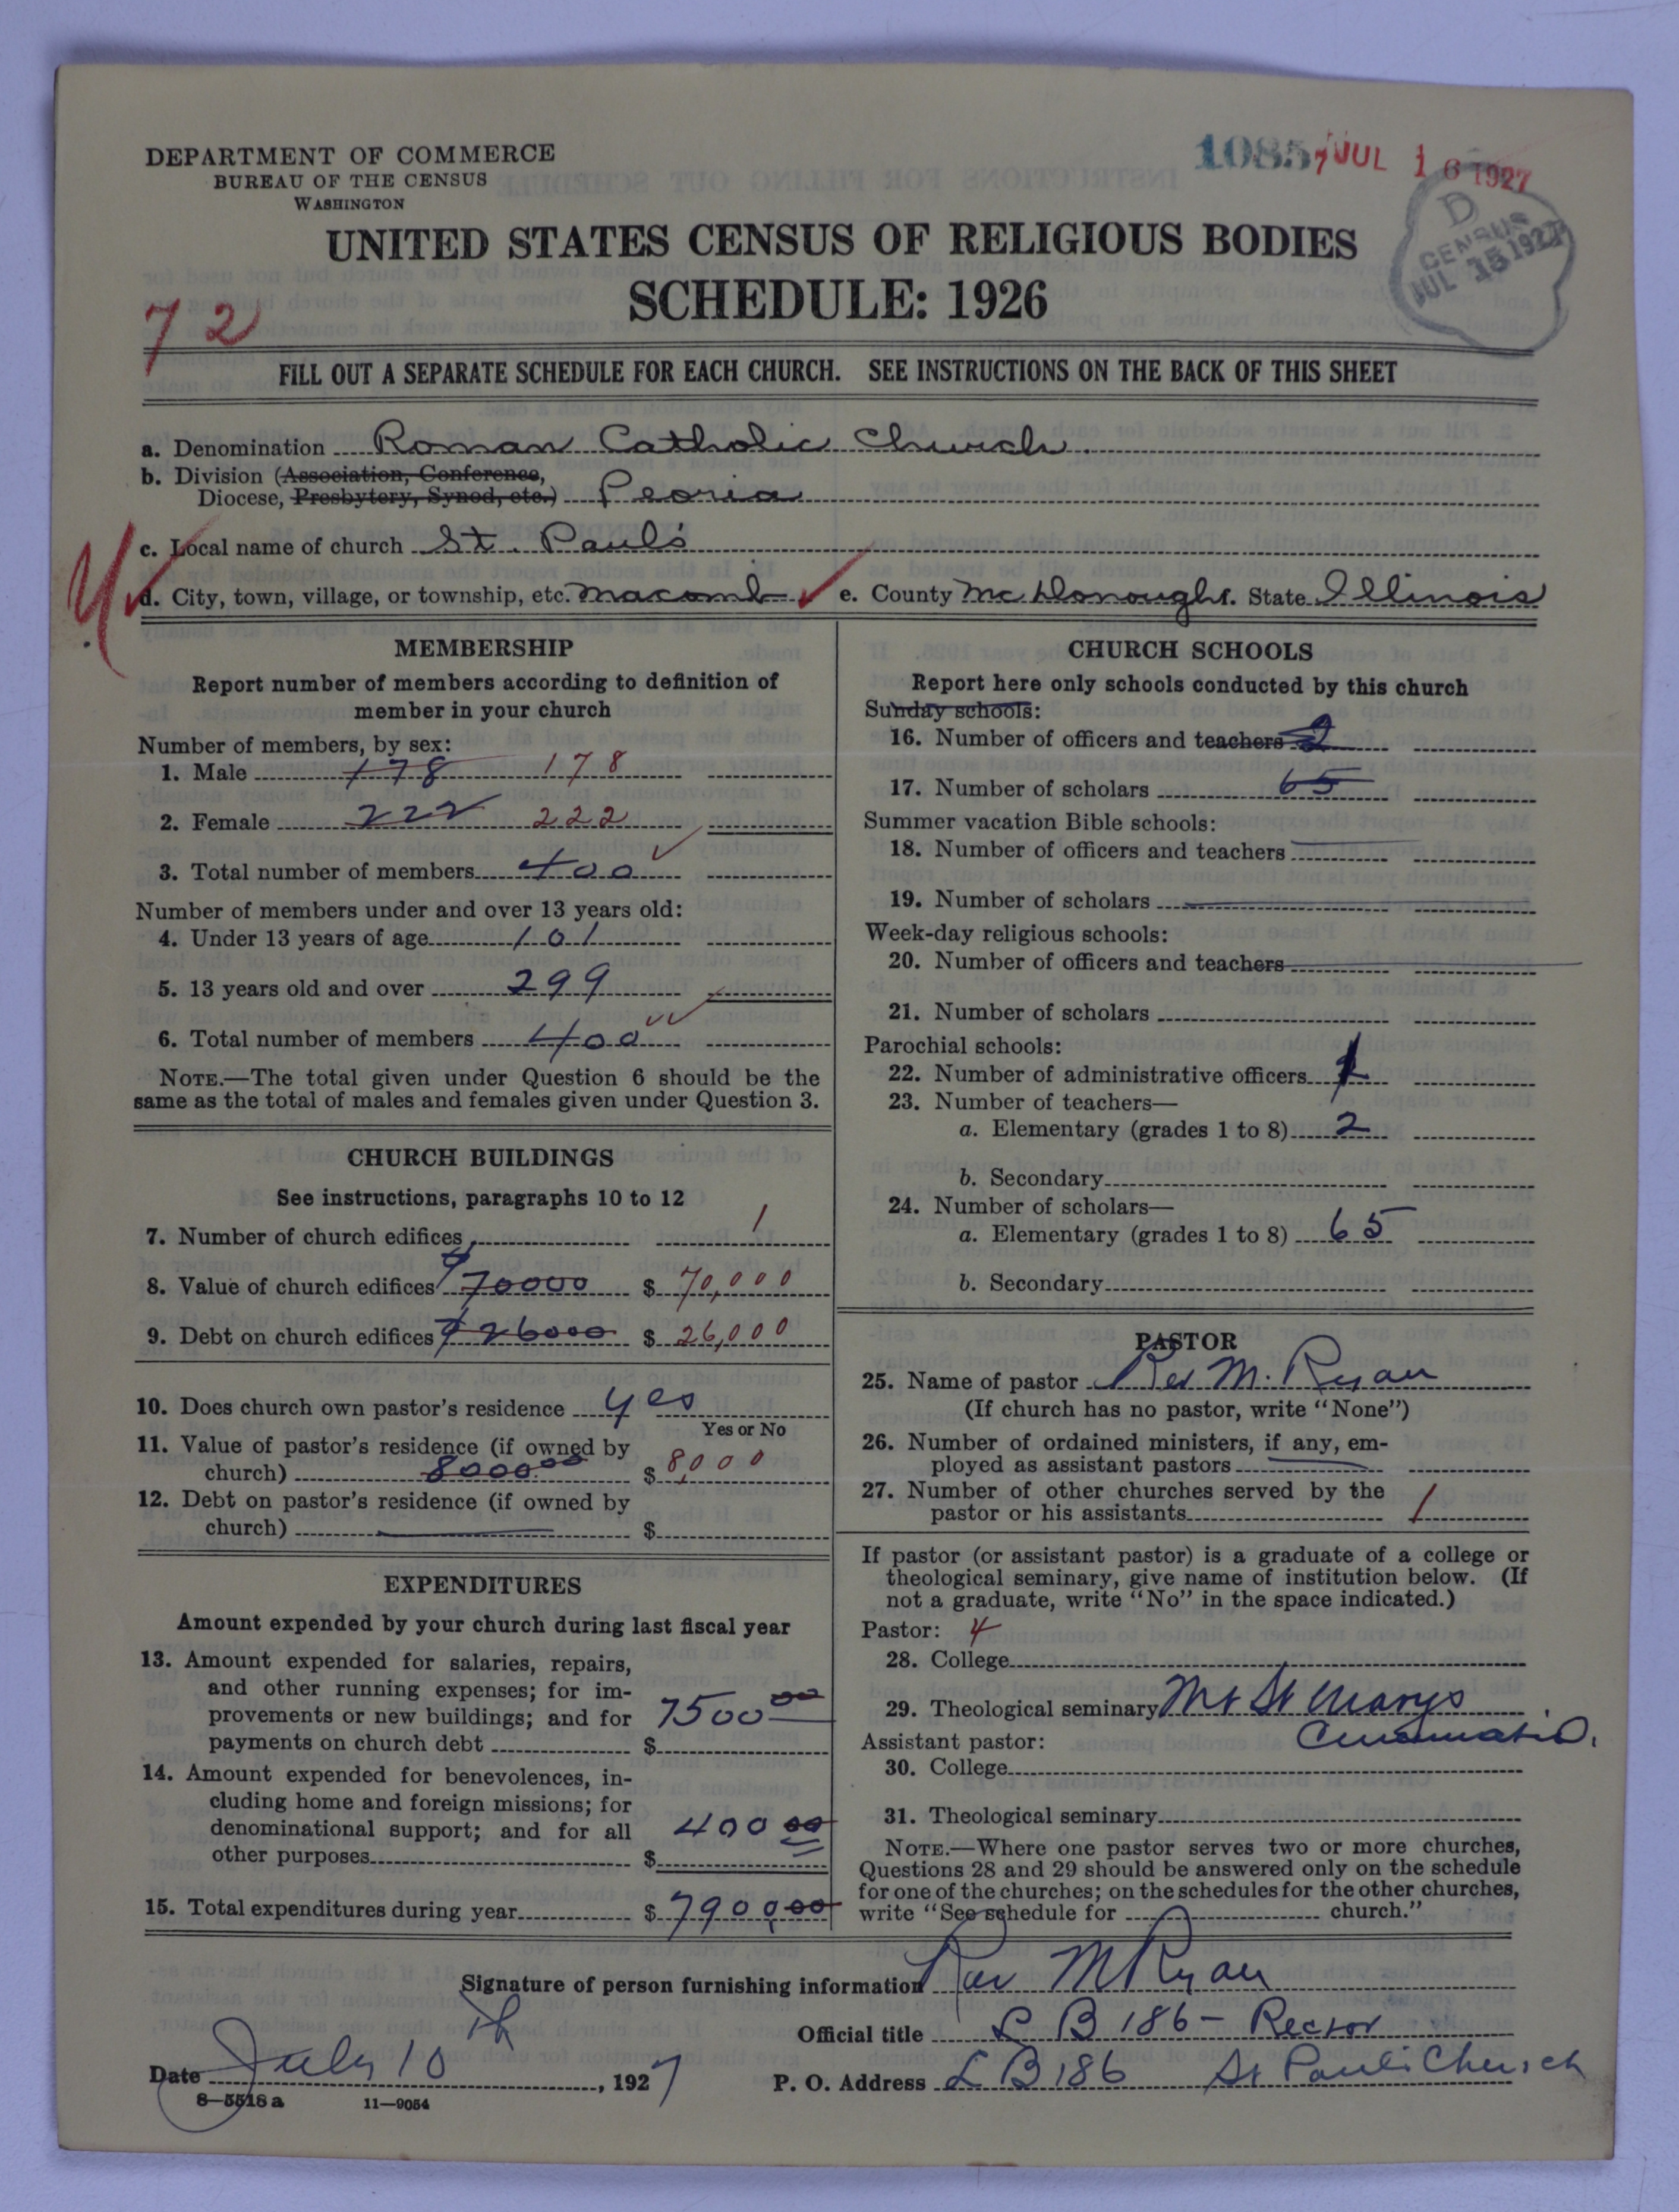 DEPARTMENT OF COMMERCE
BUREAU OF THE CENSUS
WASHINGTON
1085 JUL 16 1927
D
CENSUS
JUL 15 1927
UNITED STATES CENSUS OF RELIGIOUS BODIES
SCHEDULE: 1926
72
FILL OUT A SEPARATE SCHEDULE FOR EACH CHURCH. SEE INSTRUCTIONS ON THE BACK OF THIS SHEET
a. Denomination Roman Catholic Church.
b. Division (Association, Conference,
Diocese, Presbytery, Synod, etc.) Peoria
c. Local name of church St. Paul's
d. City, town, village, or township, etc. Macomb e. County McDonough f. State Illinois
MEMBERSHIP
Report number of members according to definition of
member in your church
Number of members, by sex:
1. Male 178 178
2. Female 222 222
3. Total number of members 400
Number of members under and over 13 years old:
4. Under 13 years of age 101
5. 13 years old and over 299
6. Total number of members 400
NOTE.—The total given under Question 6 should be the
same as the total of males and females given under Question 3.
CHURCH BUILDINGS
See instructions, paragraphs 10 to 12
7. Number of church edifices 1
8. Value of church edifices 70000 $ 70,000
9. Debt on church edifices 26000 $ 26,000
10. Does church own pastor's residence yes
Yes or No
11. Value of pastor's residence (if owned by
church) 8000 00 $ 8,000
12. Debt on pastor's residence (if owned by
church) $
EXPENDITURES
Amount expended by your church during last fiscal year
13. Amount expended for salaries, repairs,
and other running expenses; for im-
provements or new buildings; and for 7500 00
payments on church debt $
14. Amount expended for benevolences, in-
cluding home and foreign missions; for
denominational support; and for all 400 00
other purposes $
15. Total expenditures during year $ 7900 00
CHURCH SCHOOLS
Report here only schools conducted by this church
Sunday schools:
16. Number of officers and teachers 2
17. Number of scholars 65
Summer vacation Bible schools:
18. Number of officers and teachers
19. Number of scholars
Week-day religious schools:
20. Number of officers and teachers
21. Number of scholars
Parochial schools:
22. Number of administrative officers 1
23. Number of teachers—
a. Elementary (grades 1 to 8) 2
b. Secondary
24. Number of scholars—
a. Elementary (grades 1 to 8) 65
b. Secondary
PASTOR
25. Name of pastor Rev M. Ryan
(If church has no pastor, write "None")
26. Number of ordained ministers, if any, em-
ployed as assistant pastors
27. Number of other churches served by the
pastor or his assistants 1
If pastor (or assistant pastor) is a graduate of a college or
theological seminary, give name of institution below. (If
not a graduate, write "No" in the space indicated.)
Pastor: 4
28. College
29. Theological seminary Mt St Marys
Assistant pastor: Cincinnati O.
30. College
31. Theological seminary
NOTE.—Where one pastor serves two or more churches,
Questions 28 and 29 should be answered only on the schedule
for one of the churches; on the schedules for the other churches,
write "See schedule for church."
Signature of person furnishing information Rev M Ryan
Official title L B 186 - Rector
Date July 10th, 1927 P. O. Address L B 186 St Paul's Church
8-5518 a 11-9054